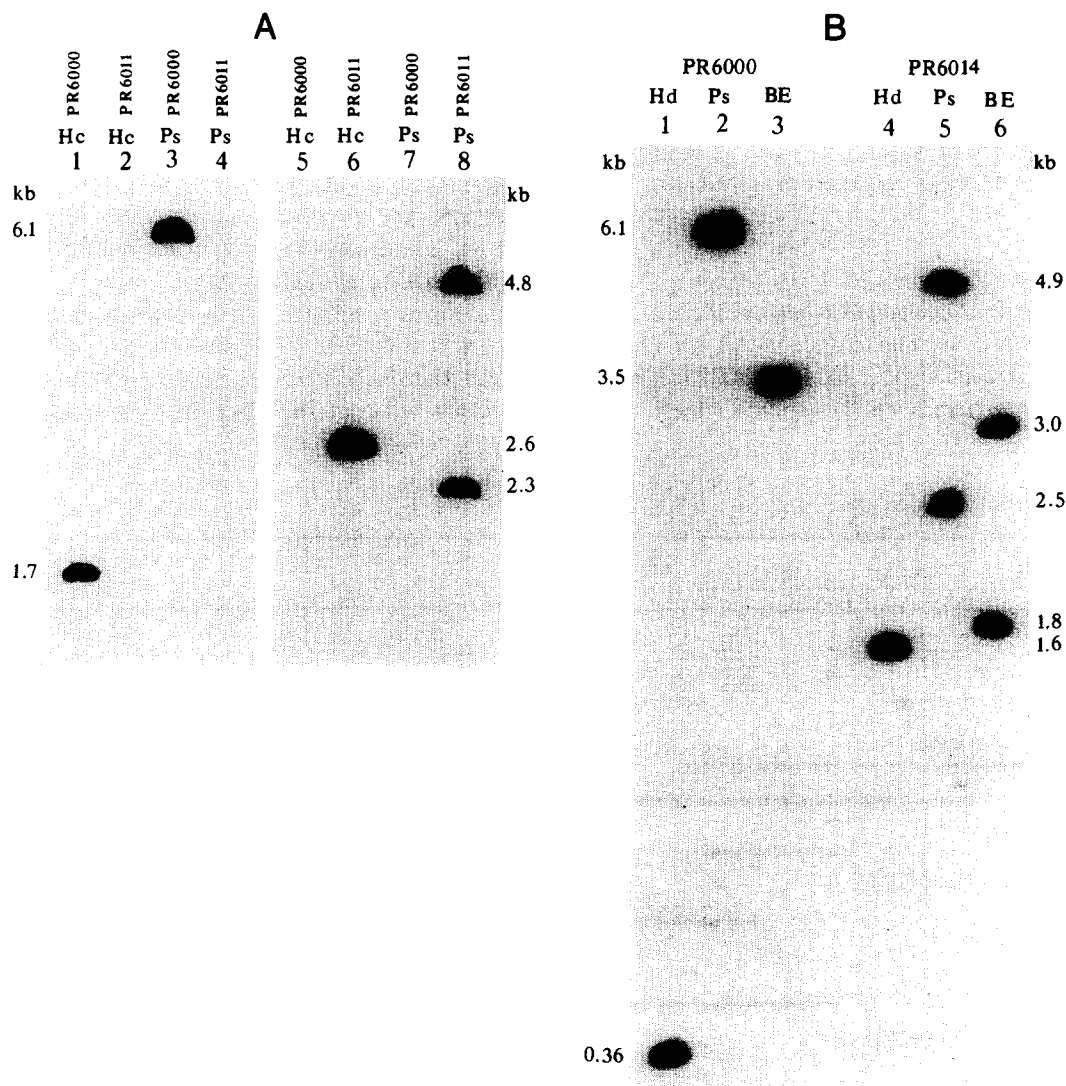 A
PR6000 PR6011 PR6000 PR6011 PR6000 PR6011 PR6000 PR6011
Hc Hc Ps Ps Hc Hc Ps Ps
1 2 3 4 5 6 7 8
kb kb
6.1
4.8
2.6
2.3
1.7
B
PR6000 PR6014
Hd Ps BE Hd Ps BE
1 2 3 4 5 6
kb kb
6.1
4.9
3.5
3.0
2.5
1.8
1.6
0.36